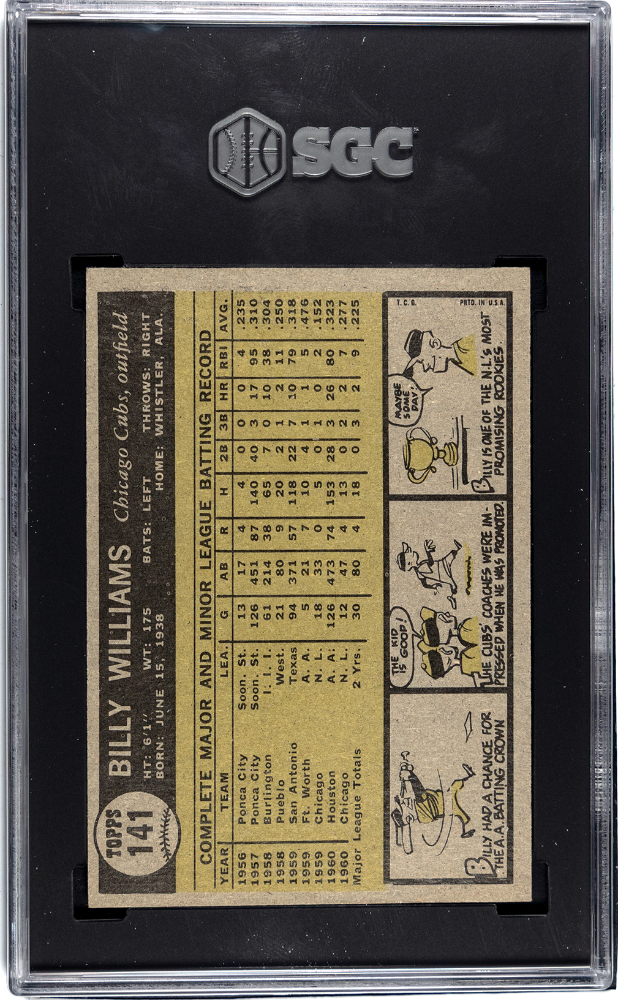 SGC
TOPPS
141
BILLY WILLIAMS Chicago Cubs, outfield
HT: 6'1" WT: 175 BATS: LEFT THROWS: RIGHT
BORN: JUNE 15, 1938 HOME: WHISTLER, ALA.
COMPLETE MAJOR AND MINOR LEAGUE BATTING RECORD
YEAR TEAM LEA. G AB R H 2B 3B HR RBI AVG.
1956 Ponca City Soon. St. 13 17 4 4 0 0 0 4 .235
1957 Ponca City Soon. St. 126 451 87 140 40 3 17 95 .310
1958 Burlington I. I. I. 61 214 38 65 7 0 10 38 .304
1958 Pueblo West. 21 80 9 20 2 1 2 11 .250
1959 San Antonio Texas 94 371 57 118 22 7 10 79 .318
1959 Ft. Worth A. A. 5 21 7 10 4 1 1 5 .476
1959 Chicago N. L. 18 33 0 5 0 1 0 2 .152
1960 Houston A. A. 126 473 74 153 28 3 26 80 .323
1960 Chicago N. L. 12 47 4 13 0 2 2 7 .277
Major League Totals 2 Yrs. 30 80 4 18 0 3 2 9 .225
BILLY HAD A CHANCE FOR
THE A.A. BATTING CROWN
THE KID
IS GOOD!
THE CUBS' COACHES WERE IM-
PRESSED WHEN HE WAS PROMOTED.
T. C. G. PRTD. IN U.S.A.
MAYBE
SOME
DAY.
BILLY IS ONE OF THE N.L.'S MOST
PROMISING ROOKIES